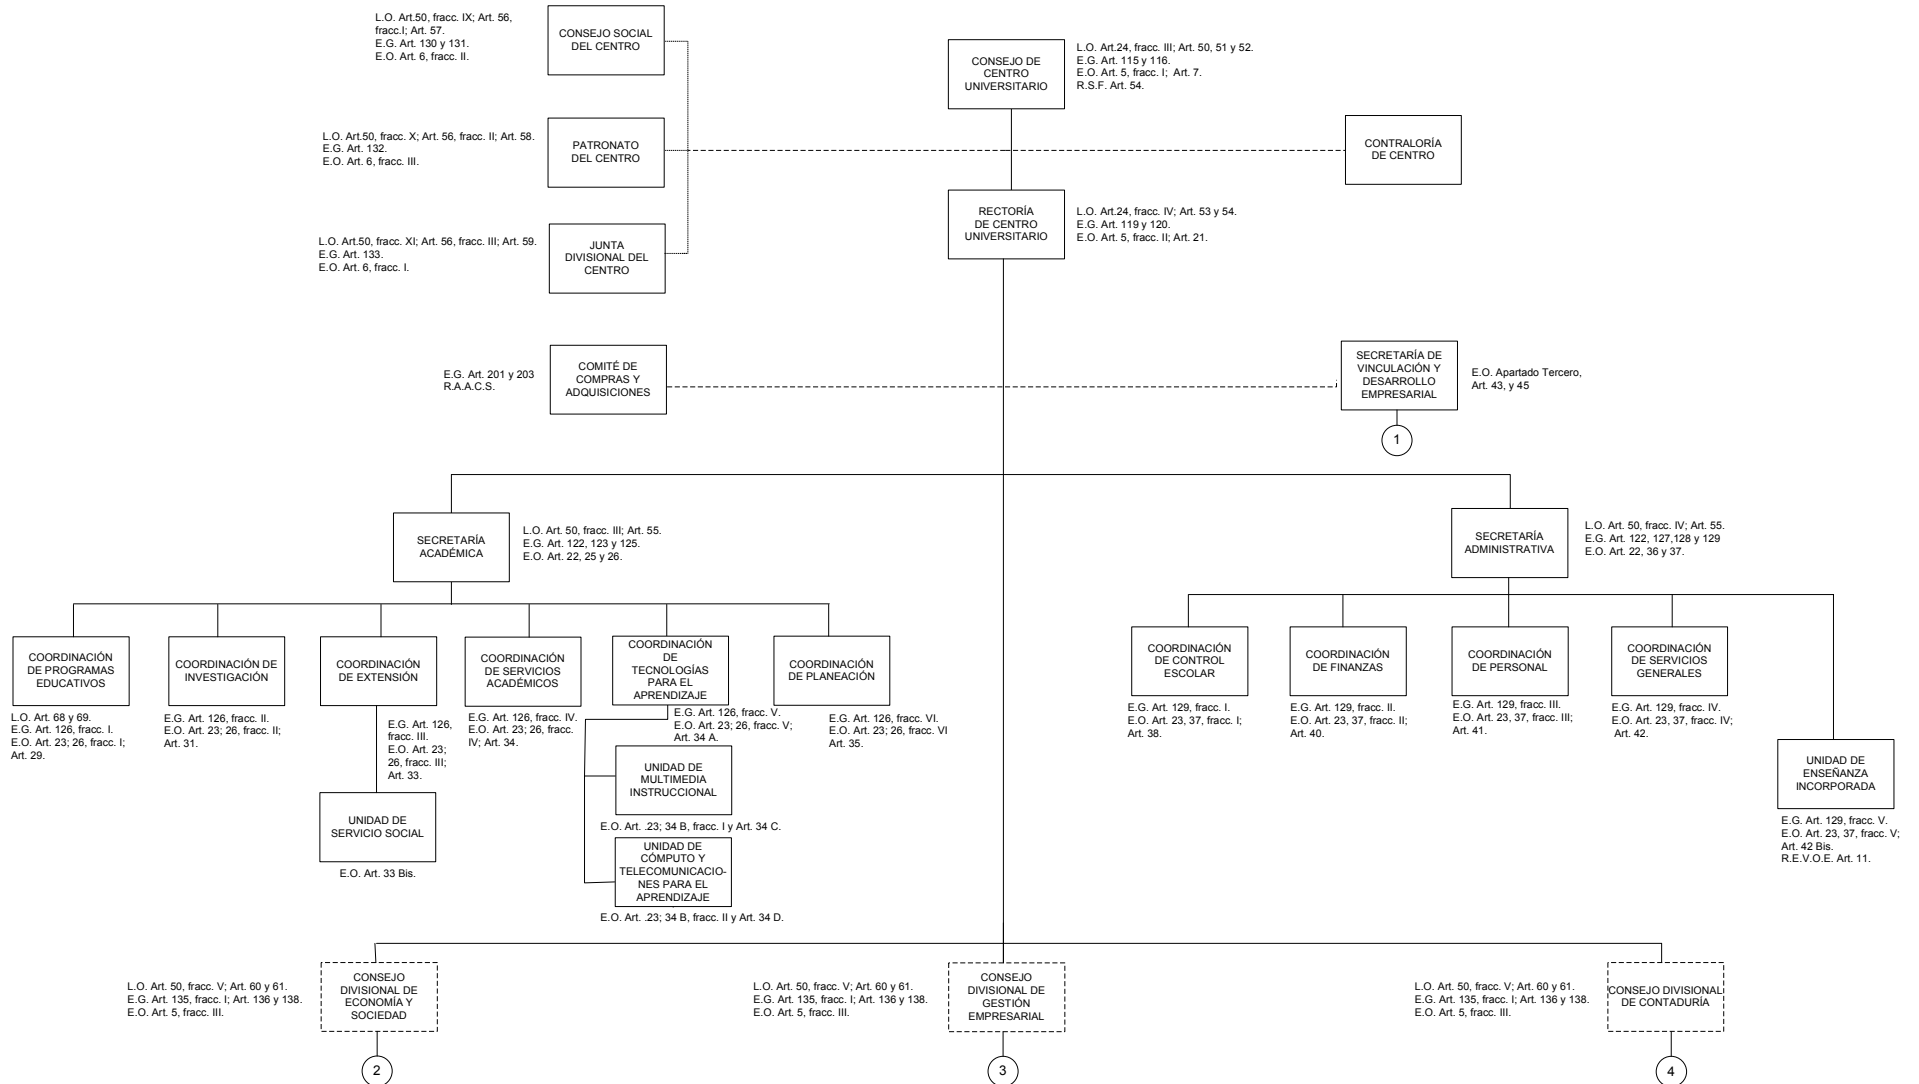 L.O. Art.50, fracc. IX; Art. 56,
fracc.I; Art. 57.
E.G. Art. 130 y 131.
E.O. Art. 6, fracc. II.
CONSEJO SOCIAL
DEL CENTRO
CONSEJO DE
CENTRO
UNIVERSITARIO
L.O. Art.24, fracc. III; Art. 50, 51 y 52.
E.G. Art. 115 y 116.
E.O. Art. 5, fracc. I;  Art. 7.
R.S.F. Art. 54.
L.O. Art.50, fracc. X; Art. 56, fracc. II; Art. 58.
E.G. Art. 132.
E.O. Art. 6, fracc. III.
PATRONATO
DEL CENTRO
CONTRALORÍA
DE CENTRO
L.O. Art.50, fracc. XI; Art. 56, fracc. III; Art. 59.
E.G. Art. 133.
E.O. Art. 6, fracc. I.
JUNTA
DIVISIONAL DEL
CENTRO
RECTORÍA
DE CENTRO
UNIVERSITARIO
L.O. Art.24, fracc. IV; Art. 53 y 54.
E.G. Art. 119 y 120.
E.O. Art. 5, fracc. II; Art. 21.
E.G. Art. 201 y 203
R.A.A.C.S.
COMITÉ DE
COMPRAS Y
ADQUISICIONES
SECRETARÍA DE
VINCULACIÓN Y
DESARROLLO
EMPRESARIAL
E.O. Apartado Tercero,
Art. 43, y 45
1
SECRETARÍA
ACADÉMICA
L.O. Art. 50, fracc. III; Art. 55.
E.G. Art. 122, 123 y 125.
E.O. Art. 22, 25 y 26.
SECRETARÍA
ADMINISTRATIVA
L.O. Art. 50, fracc. IV; Art. 55.
E.G. Art. 122, 127,128 y 129
E.O. Art. 22, 36 y 37.
COORDINACIÓN
DE PROGRAMAS
EDUCATIVOS
L.O. Art. 68 y 69.
E.G. Art. 126, fracc. I.
E.O. Art. 23; 26, fracc. I;
Art. 29.
COORDINACIÓN DE
INVESTIGACIÓN
E.G. Art. 126, fracc. II.
E.O. Art. 23; 26, fracc. II;
Art. 31.
COORDINACIÓN
DE EXTENSIÓN
E.G. Art. 126,
fracc. III.
E.O. Art. 23;
26, fracc. III;
Art. 33.
UNIDAD DE
SERVICIO SOCIAL
E.O. Art. 33 Bis.
COORDINACIÓN
DE SERVICIOS
ACADÉMICOS
E.G. Art. 126, fracc. IV.
E.O. Art. 23; 26, fracc.
IV; Art. 34.
COORDINACIÓN
DE
TECNOLOGÍAS
PARA EL
APRENDIZAJE
E.G. Art. 126, fracc. V.
E.O. Art. 23; 26, fracc. V;
Art. 34 A.
UNIDAD DE
MULTIMEDIA
INSTRUCCIONAL
E.O. Art. .23; 34 B, fracc. I y Art. 34 C.
UNIDAD DE
CÓMPUTO Y
TELECOMUNICACIO-
NES PARA EL
APRENDIZAJE
E.O. Art. .23; 34 B, fracc. II y Art. 34 D.
COORDINACIÓN
DE PLANEACIÓN
E.G. Art. 126, fracc. VI.
E.O. Art. 23; 26, fracc. VI
Art. 35.
COORDINACIÓN
DE CONTROL
ESCOLAR
E.G. Art. 129, fracc. I.
E.O. Art. 23, 37, fracc. I;
Art. 38.
COORDINACIÓN
DE FINANZAS
E.G. Art. 129, fracc. II.
E.O. Art. 23, 37, fracc. II;
Art. 40.
COORDINACIÓN
DE PERSONAL
E.G. Art. 129, fracc. III.
E.O. Art. 23, 37, fracc. III;
Art. 41.
COORDINACIÓN
DE SERVICIOS
GENERALES
E.G. Art. 129, fracc. IV.
E.O. Art. 23, 37, fracc. IV;
Art. 42.
UNIDAD DE
ENSEÑANZA
INCORPORADA
E.G. Art. 129, fracc. V.
E.O. Art. 23, 37, fracc. V;
Art. 42 Bis.
R.E.V.O.E. Art. 11.
L.O. Art. 50, fracc. V; Art. 60 y 61.
E.G. Art. 135, fracc. I; Art. 136 y 138.
E.O. Art. 5, fracc. III.
CONSEJO
DIVISIONAL DE
ECONOMÍA Y
SOCIEDAD
2
L.O. Art. 50, fracc. V; Art. 60 y 61.
E.G. Art. 135, fracc. I; Art. 136 y 138.
E.O. Art. 5, fracc. III.
CONSEJO
DIVISIONAL DE
GESTIÓN
EMPRESARIAL
3
L.O. Art. 50, fracc. V; Art. 60 y 61.
E.G. Art. 135, fracc. I; Art. 136 y 138.
E.O. Art. 5, fracc. III.
CONSEJO DIVISIONAL
DE CONTADURÍA
4